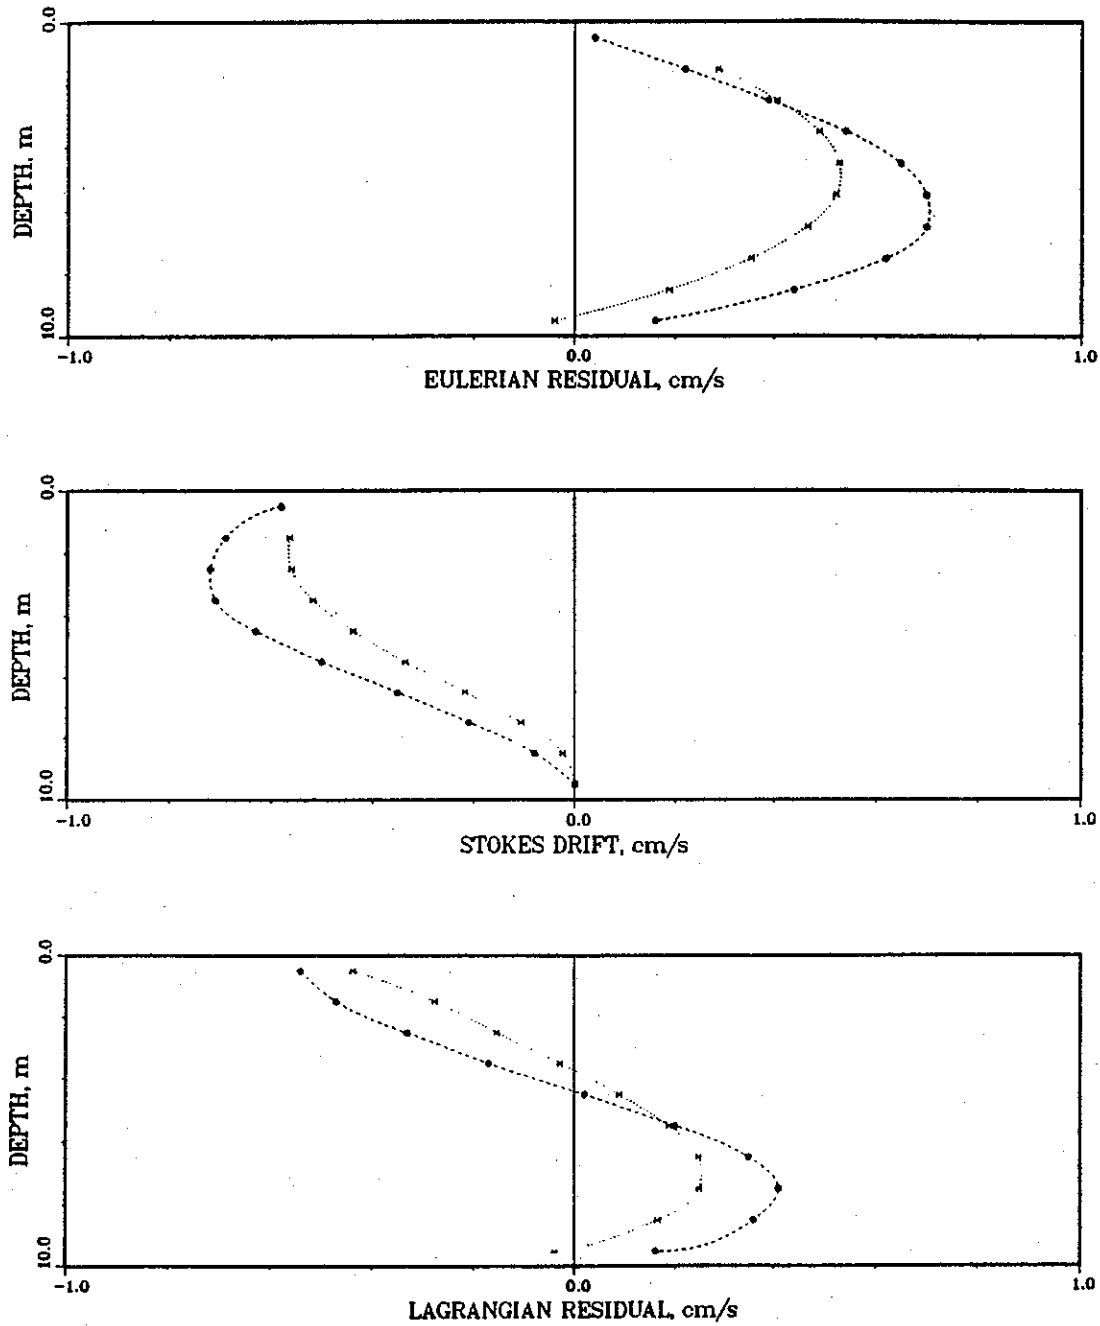 0.0
DEPTH, m
10.0
-1.0 0.0 1.0
EULERIAN RESIDUAL, cm/s
0.0
DEPTH, m
10.0
-1.0 0.0 1.0
STOKES DRIFT, cm/s
0.0
DEPTH, m
10.0
-1.0 0.0 1.0
LAGRANGIAN RESIDUAL, cm/s